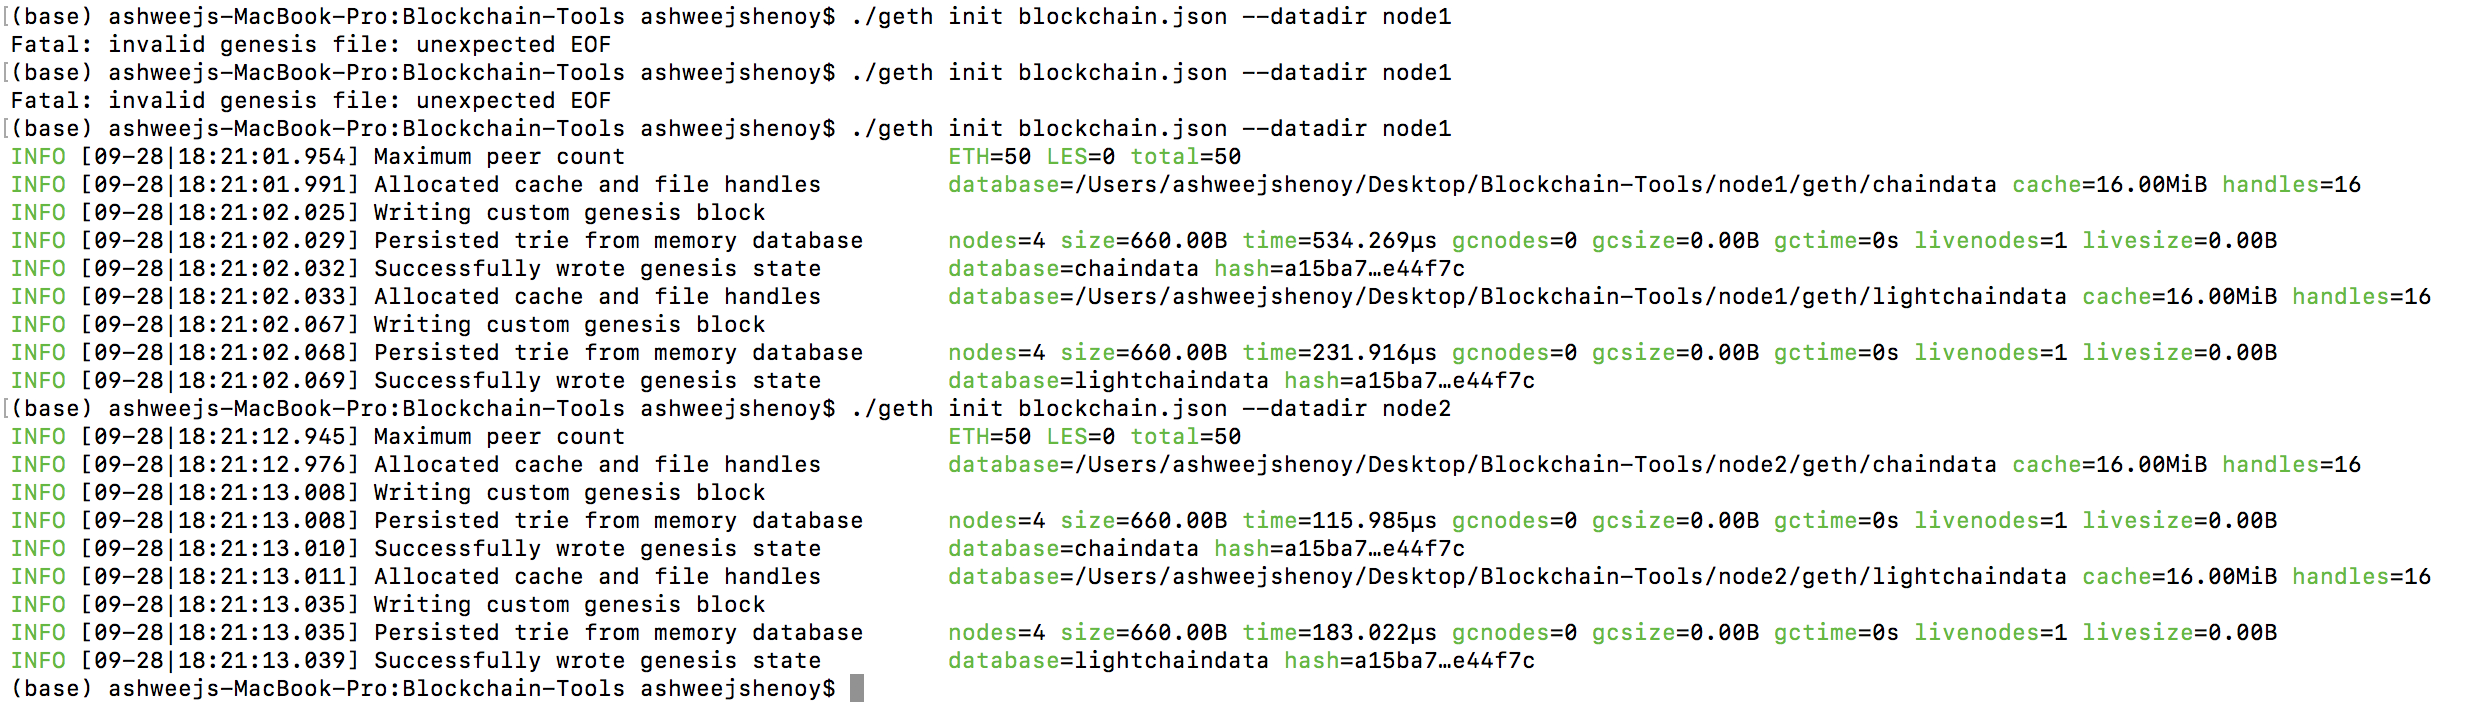 [(base) ashweejs-MacBook-Pro:Blockchain-Tools ashweejshenoy$ ./geth init blockchain.json --datadir node1
Fatal: invalid genesis file: unexpected EOF
[(base) ashweejs-MacBook-Pro:Blockchain-Tools ashweejshenoy$ ./geth init blockchain.json --datadir node1
Fatal: invalid genesis file: unexpected EOF
[(base) ashweejs-MacBook-Pro:Blockchain-Tools ashweejshenoy$ ./geth init blockchain.json --datadir node1
INFO [09-28|18:21:01.954] Maximum peer count ETH=50 LES=0 total=50
INFO [09-28|18:21:01.991] Allocated cache and file handles database=/Users/ashweejshenoy/Desktop/Blockchain-Tools/node1/geth/chaindata cache=16.00MiB handles=16
INFO [09-28|18:21:02.025] Writing custom genesis block
INFO [09-28|18:21:02.029] Persisted trie from memory database nodes=4 size=660.00B time=534.269µs gcnodes=0 gcsize=0.00B gctime=0s livenodes=1 livesize=0.00B
INFO [09-28|18:21:02.032] Successfully wrote genesis state database=chaindata hash=a15ba7…e44f7c
INFO [09-28|18:21:02.033] Allocated cache and file handles database=/Users/ashweejshenoy/Desktop/Blockchain-Tools/node1/geth/lightchaindata cache=16.00MiB handles=16
INFO [09-28|18:21:02.067] Writing custom genesis block
INFO [09-28|18:21:02.068] Persisted trie from memory database nodes=4 size=660.00B time=231.916µs gcnodes=0 gcsize=0.00B gctime=0s livenodes=1 livesize=0.00B
INFO [09-28|18:21:02.069] Successfully wrote genesis state database=lightchaindata hash=a15ba7…e44f7c
[(base) ashweejs-MacBook-Pro:Blockchain-Tools ashweejshenoy$ ./geth init blockchain.json --datadir node2
INFO [09-28|18:21:12.945] Maximum peer count ETH=50 LES=0 total=50
INFO [09-28|18:21:12.976] Allocated cache and file handles database=/Users/ashweejshenoy/Desktop/Blockchain-Tools/node2/geth/chaindata cache=16.00MiB handles=16
INFO [09-28|18:21:13.008] Writing custom genesis block
INFO [09-28|18:21:13.008] Persisted trie from memory database nodes=4 size=660.00B time=115.985µs gcnodes=0 gcsize=0.00B gctime=0s livenodes=1 livesize=0.00B
INFO [09-28|18:21:13.010] Successfully wrote genesis state database=chaindata hash=a15ba7…e44f7c
INFO [09-28|18:21:13.011] Allocated cache and file handles database=/Users/ashweejshenoy/Desktop/Blockchain-Tools/node2/geth/lightchaindata cache=16.00MiB handles=16
INFO [09-28|18:21:13.035] Writing custom genesis block
INFO [09-28|18:21:13.035] Persisted trie from memory database nodes=4 size=660.00B time=183.022µs gcnodes=0 gcsize=0.00B gctime=0s livenodes=1 livesize=0.00B
INFO [09-28|18:21:13.039] Successfully wrote genesis state database=lightchaindata hash=a15ba7…e44f7c
(base) ashweejs-MacBook-Pro:Blockchain-Tools ashweejshenoy$